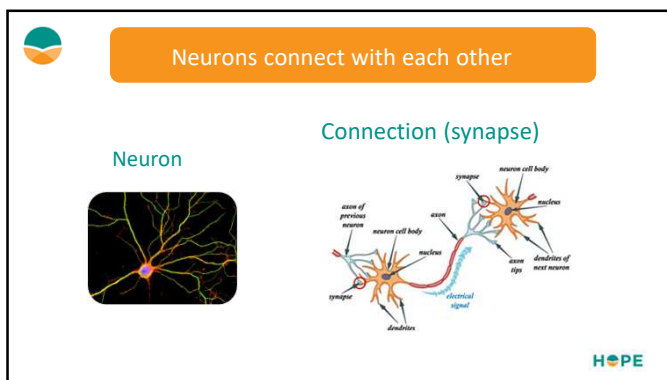 Neurons connect with each other
Connection (synapse)
Neuron
synapse
neuron cell body
nucleus
axon of
previous
neuron
neuron cell body
nucleus
axon
synapse
dendrites
electrical
signal
axon
tips
dendrites of
next neuron
HOPE